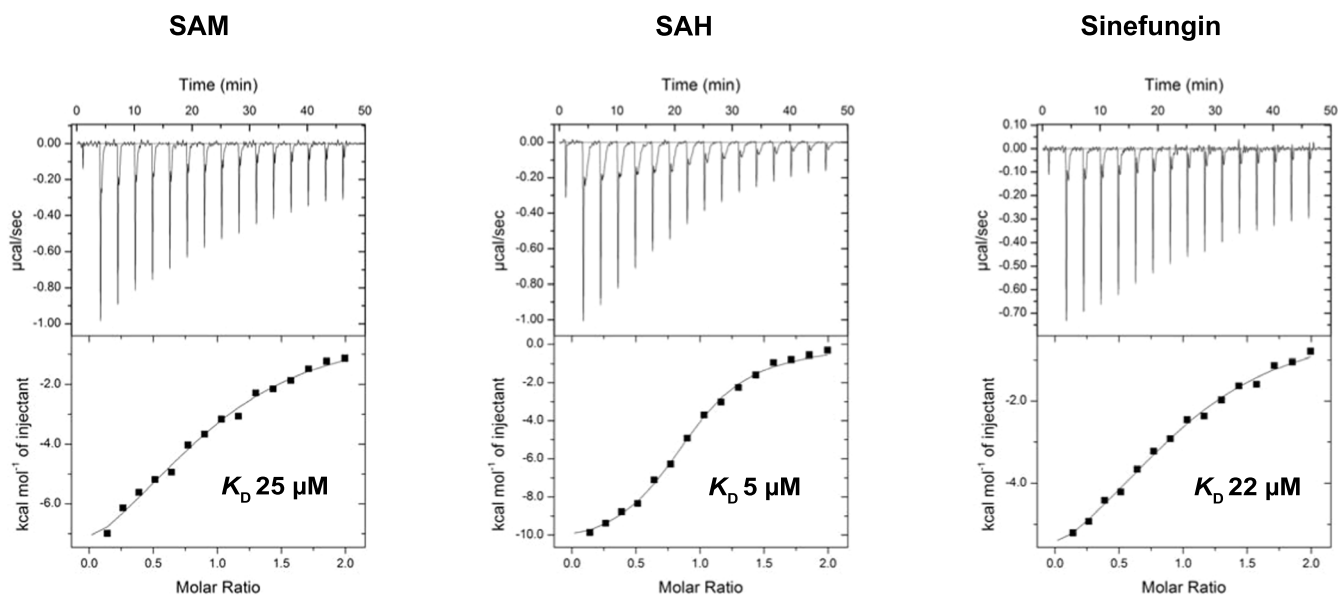 SAM
Time (min)
0 10 20 30 40 50
0.00
-0.20
-0.40
-0.60
-0.80
-1.00
µcal/sec
-2.0
-4.0
-6.0
kcal mol⁻¹ of injectant
K_D 25 µM
0.0 0.5 1.0 1.5 2.0
Molar Ratio
SAH
Time (min)
0 10 20 30 40 50
0.00
-0.20
-0.40
-0.60
-0.80
-1.00
µcal/sec
0.0
-2.0
-4.0
-6.0
-8.0
-10.0
kcal mol⁻¹ of injectant
K_D 5 µM
0.0 0.5 1.0 1.5 2.0
Molar Ratio
Sinefungin
Time (min)
0 10 20 30 40 50
0.10
0.00
-0.10
-0.20
-0.30
-0.40
-0.50
-0.60
-0.70
µcal/sec
-2.0
-4.0
kcal mol⁻¹ of injectant
K_D 22 µM
0.0 0.5 1.0 1.5 2.0
Molar Ratio